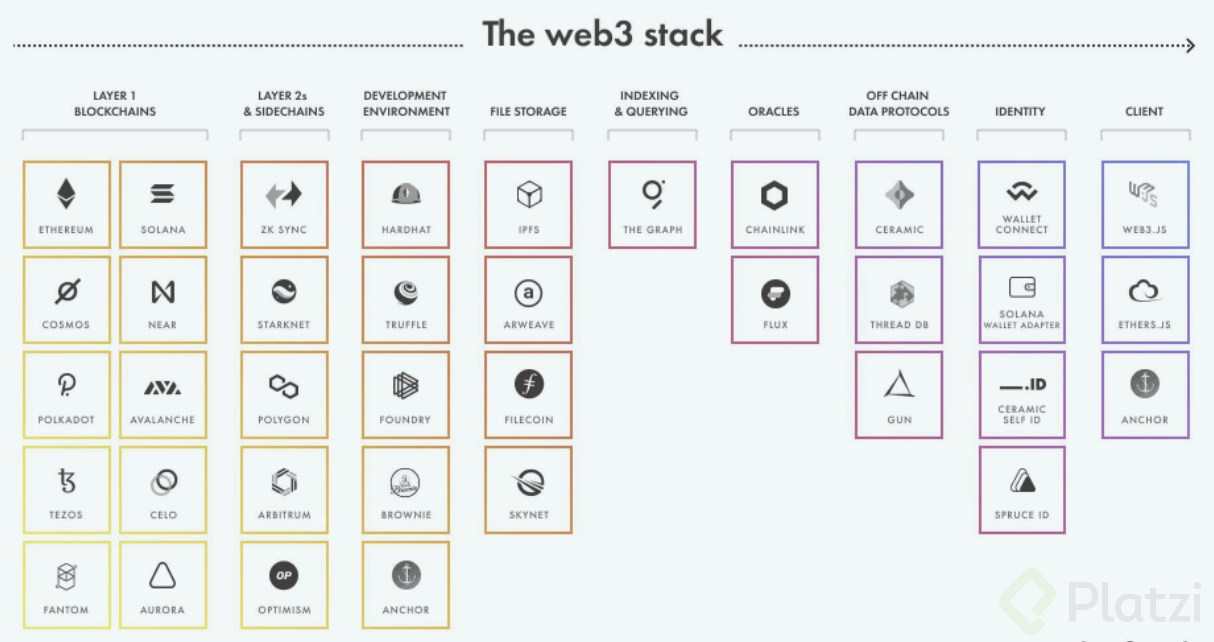 The web3 stack
LAYER 1
BLOCKCHAINS
LAYER 2s
& SIDECHAINS
DEVELOPMENT
ENVIRONMENT
FILE STORAGE
INDEXING
& QUERYING
ORACLES
OFF CHAIN
DATA PROTOCOLS
IDENTITY
CLIENT
ETHEREUM
SOLANA
ZK SYNC
HARDHAT
IPFS
THE GRAPH
CHAINLINK
CERAMIC
WALLET
CONNECT
WEB3.JS
COSMOS
NEAR
STARKNET
TRUFFLE
ARWEAVE
FLUX
THREAD DB
SOLANA
WALLET ADAPTER
ETHERS.JS
POLKADOT
AVALANCHE
POLYGON
FOUNDRY
FILECOIN
GUN
.ID
CERAMIC
SELF ID
ANCHOR
TEZOS
CELO
ARBITRUM
BROWNIE
SKYNET
SPRUCE ID
FANTOM
AURORA
OP
OPTIMISM
ANCHOR
Platzi